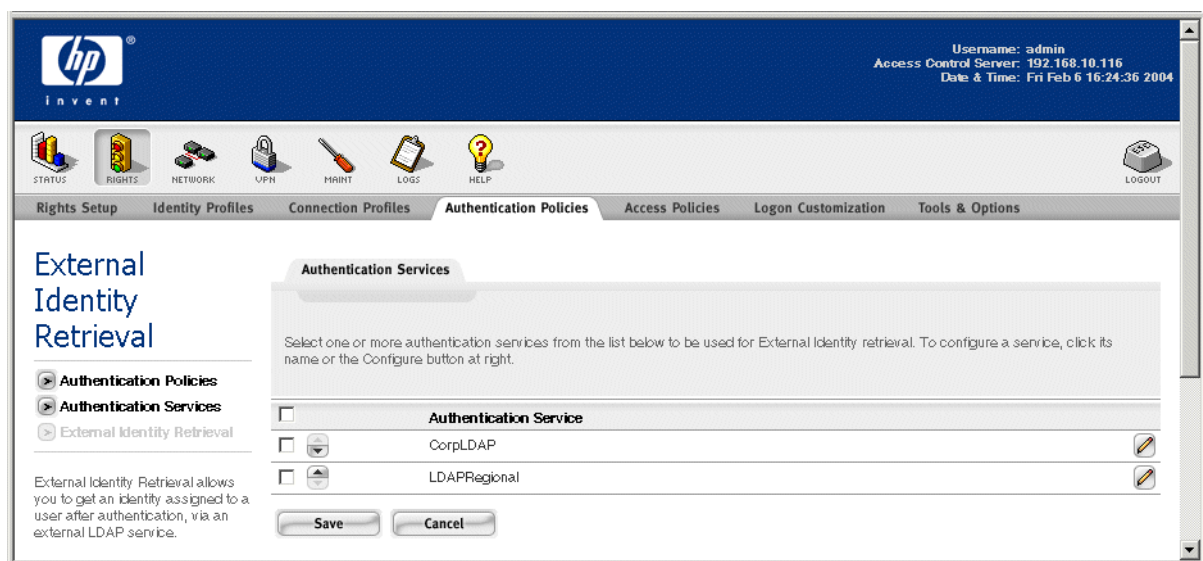 hp ®
invent
Username: admin
Access Control Server: 192.168.10.116
Date & Time: Fri Feb 6 16:24:36 2004
STATUS RIGHTS NETWORK VPN MAINT LOGS HELP LOGOUT
Rights Setup Identity Profiles Connection Profiles Authentication Policies Access Policies Logon Customization Tools & Options
External
Identity
Retrieval
Authentication Policies
Authentication Services
External Identity Retrieval
External Identity Retrieval allows
you to get an identity assigned to a
user after authentication, via an
external LDAP service.
Authentication Services
Select one or more authentication services from the list below to be used for External Identity retrieval. To configure a service, click its
name or the Configure button at right.
Authentication Service
CorpLDAP
LDAPRegional
Save Cancel